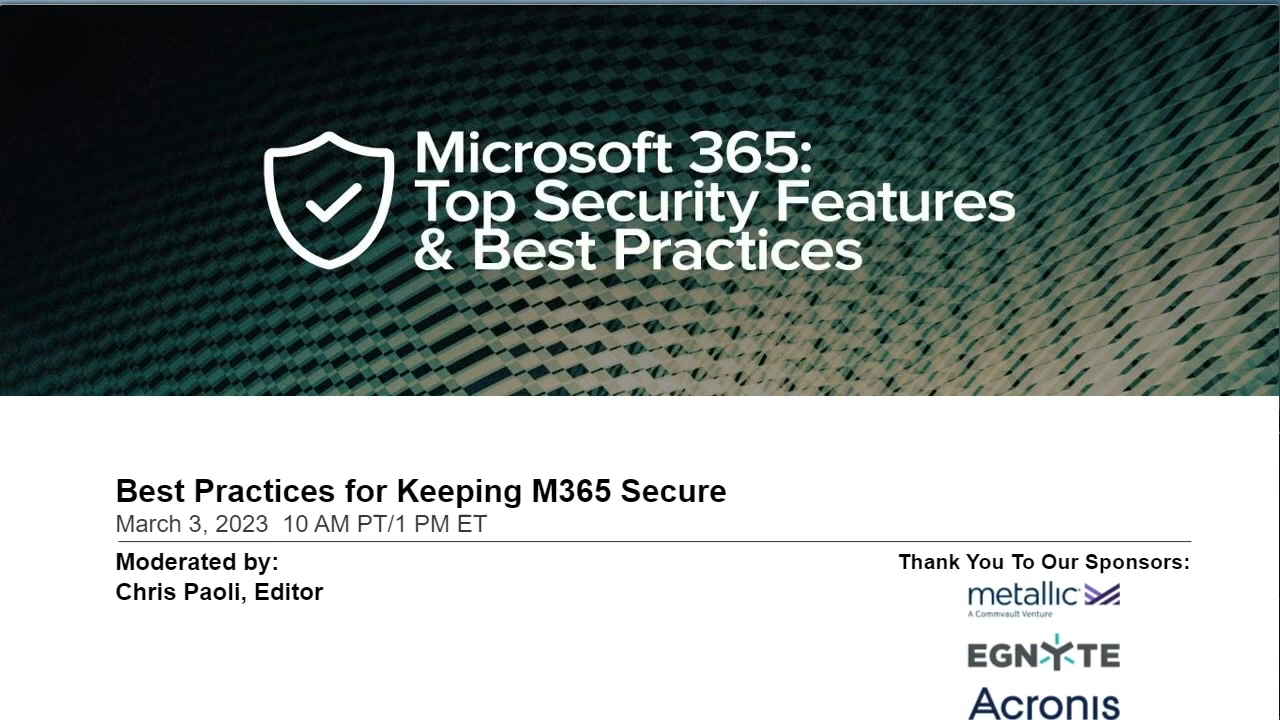 Microsoft 365:
Top Security Features
& Best Practices
Best Practices for Keeping M365 Secure
March 3, 2023  10 AM PT/1 PM ET
Moderated by:
Chris Paoli, Editor
Thank You To Our Sponsors:
metallic
A Commvault Venture
EGNYTE
Acronis